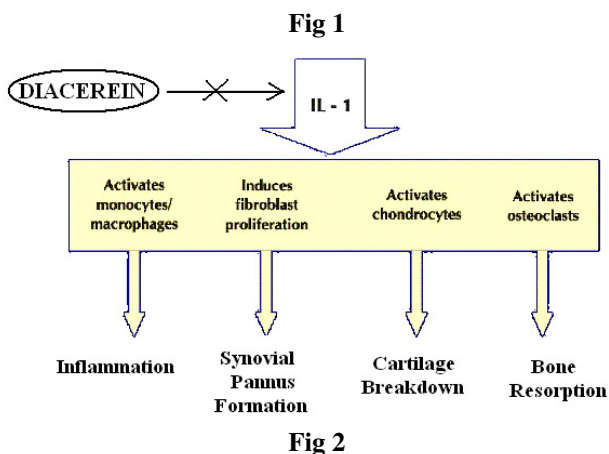 Fig 1
DIACEREIN
IL - 1
Activates
monocytes/
macrophages
Induces
fibroblast
proliferation
Activates
chondrocytes
Activates
osteoclasts
Inflammation
Synovial
Pannus
Formation
Cartilage
Breakdown
Bone
Resorption
Fig 2